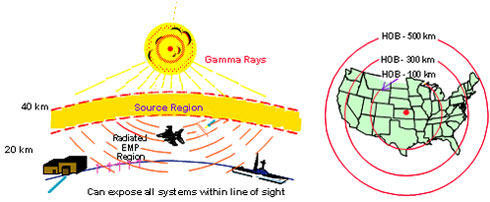 Gamma Rays
40 km
Source Region
Radiated
EMP
Region
20 km
Can expose all systems within line of sight
HOB - 500 km
HOB - 300 km
HOB - 100 km